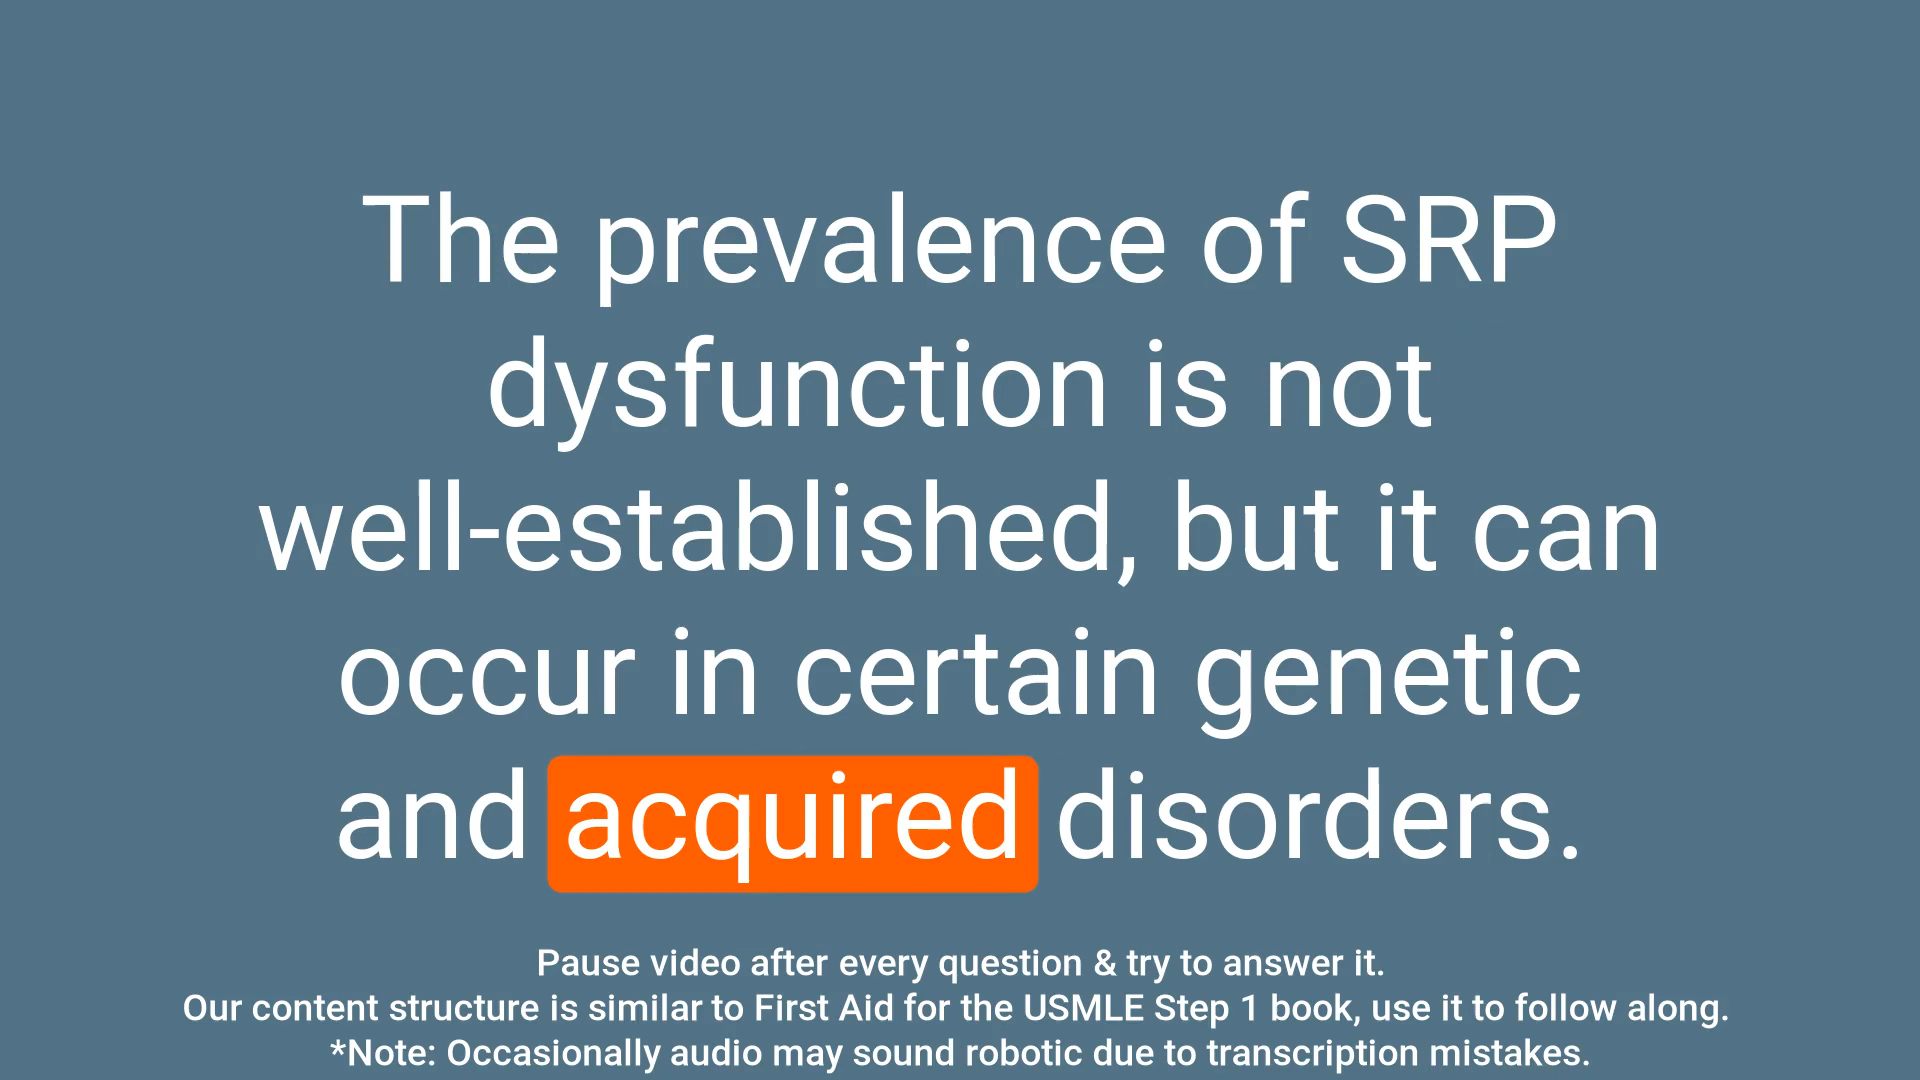 The prevalence of SRP
dysfunction is not
well-established, but it can
occur in certain genetic
and acquired disorders.
Pause video after every question & try to answer it.
Our content structure is similar to First Aid for the USMLE Step 1 book, use it to follow along.
*Note: Occasionally audio may sound robotic due to transcription mistakes.